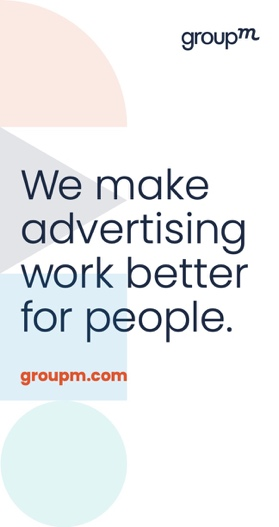 groupm
We make
advertising
work better
for people.
groupm.com